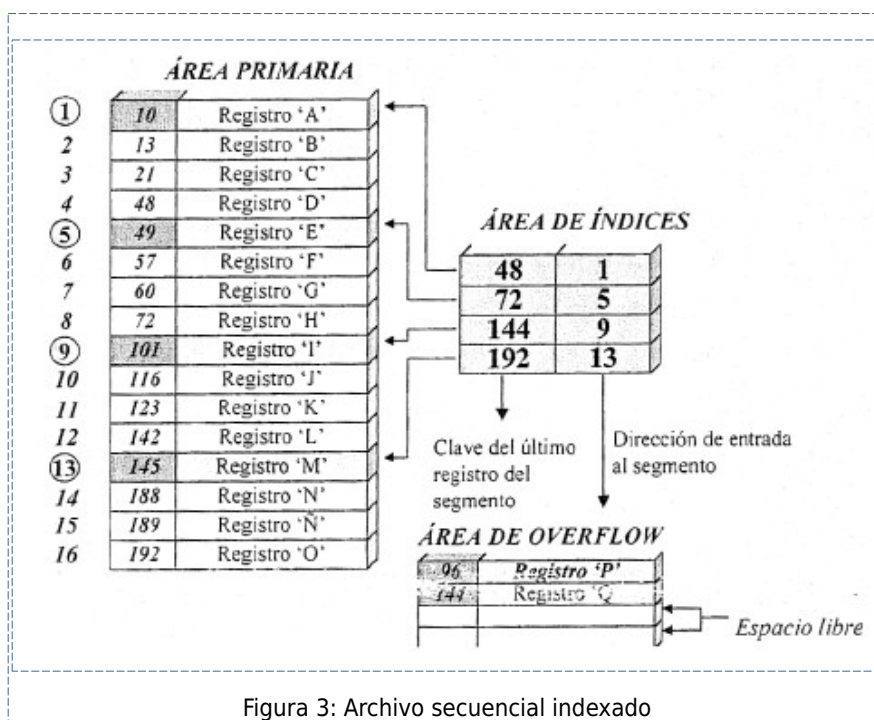 ÁREA PRIMARIA
1 10 Registro 'A'
2 13 Registro 'B'
3 21 Registro 'C'
4 48 Registro 'D'
5 49 Registro 'E'
6 57 Registro 'F'
7 60 Registro 'G'
8 72 Registro 'H'
9 101 Registro 'I'
10 116 Registro 'J'
11 123 Registro 'K'
12 142 Registro 'L'
13 145 Registro 'M'
14 188 Registro 'N'
15 189 Registro 'Ñ'
16 192 Registro 'O'
ÁREA DE ÍNDICES
48 1
72 5
144 9
192 13
Clave del último
registro del
segmento
Dirección de entrada
al segmento
ÁREA DE OVERFLOW
96 Registro 'P'
144 Registro 'Q
Espacio libre
Figura 3: Archivo secuencial indexado